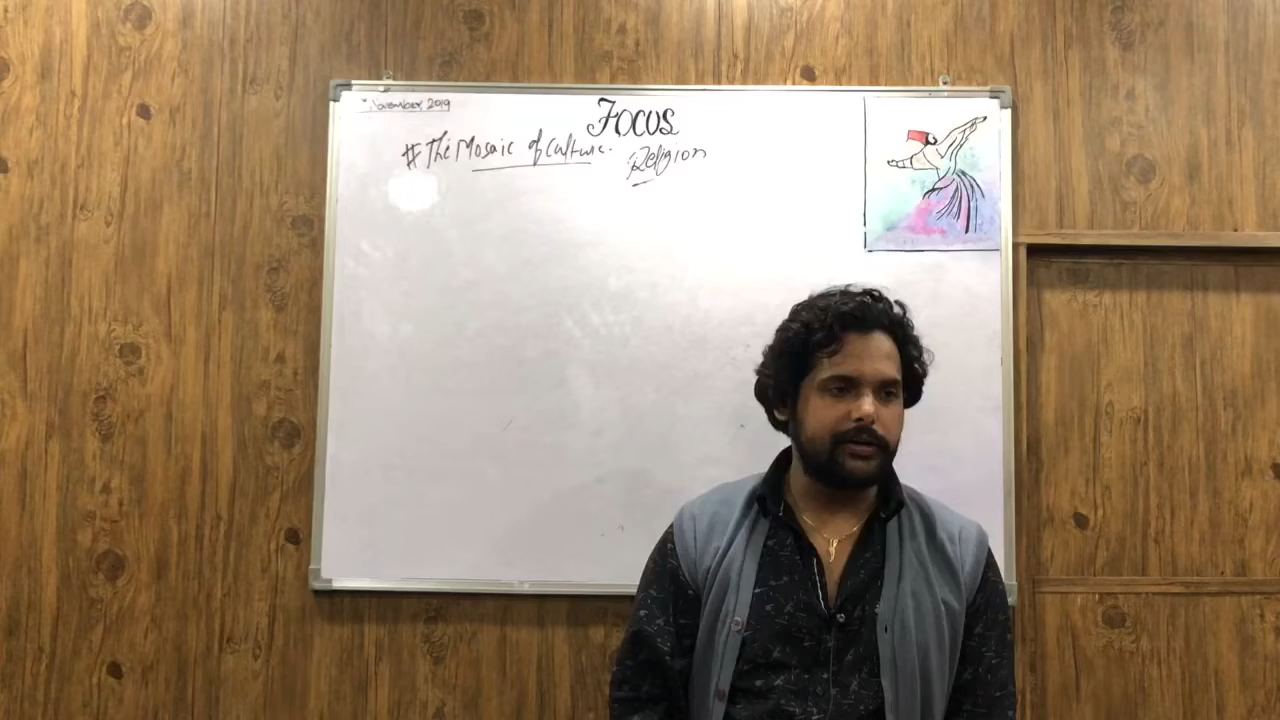 November, 2019
FOCUS
# The Mosaic of Culture.
Religion